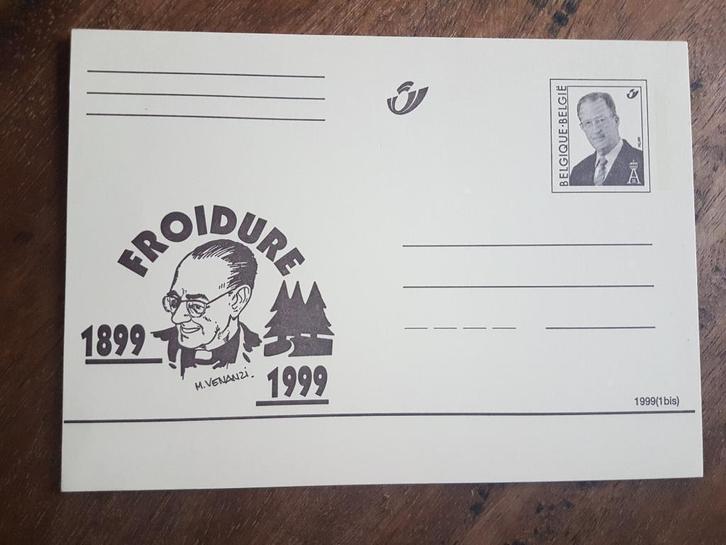 BELGIQUE·BELGIË
FROIDURE
1899
1999
M. VENANZI.
1999(1bis)